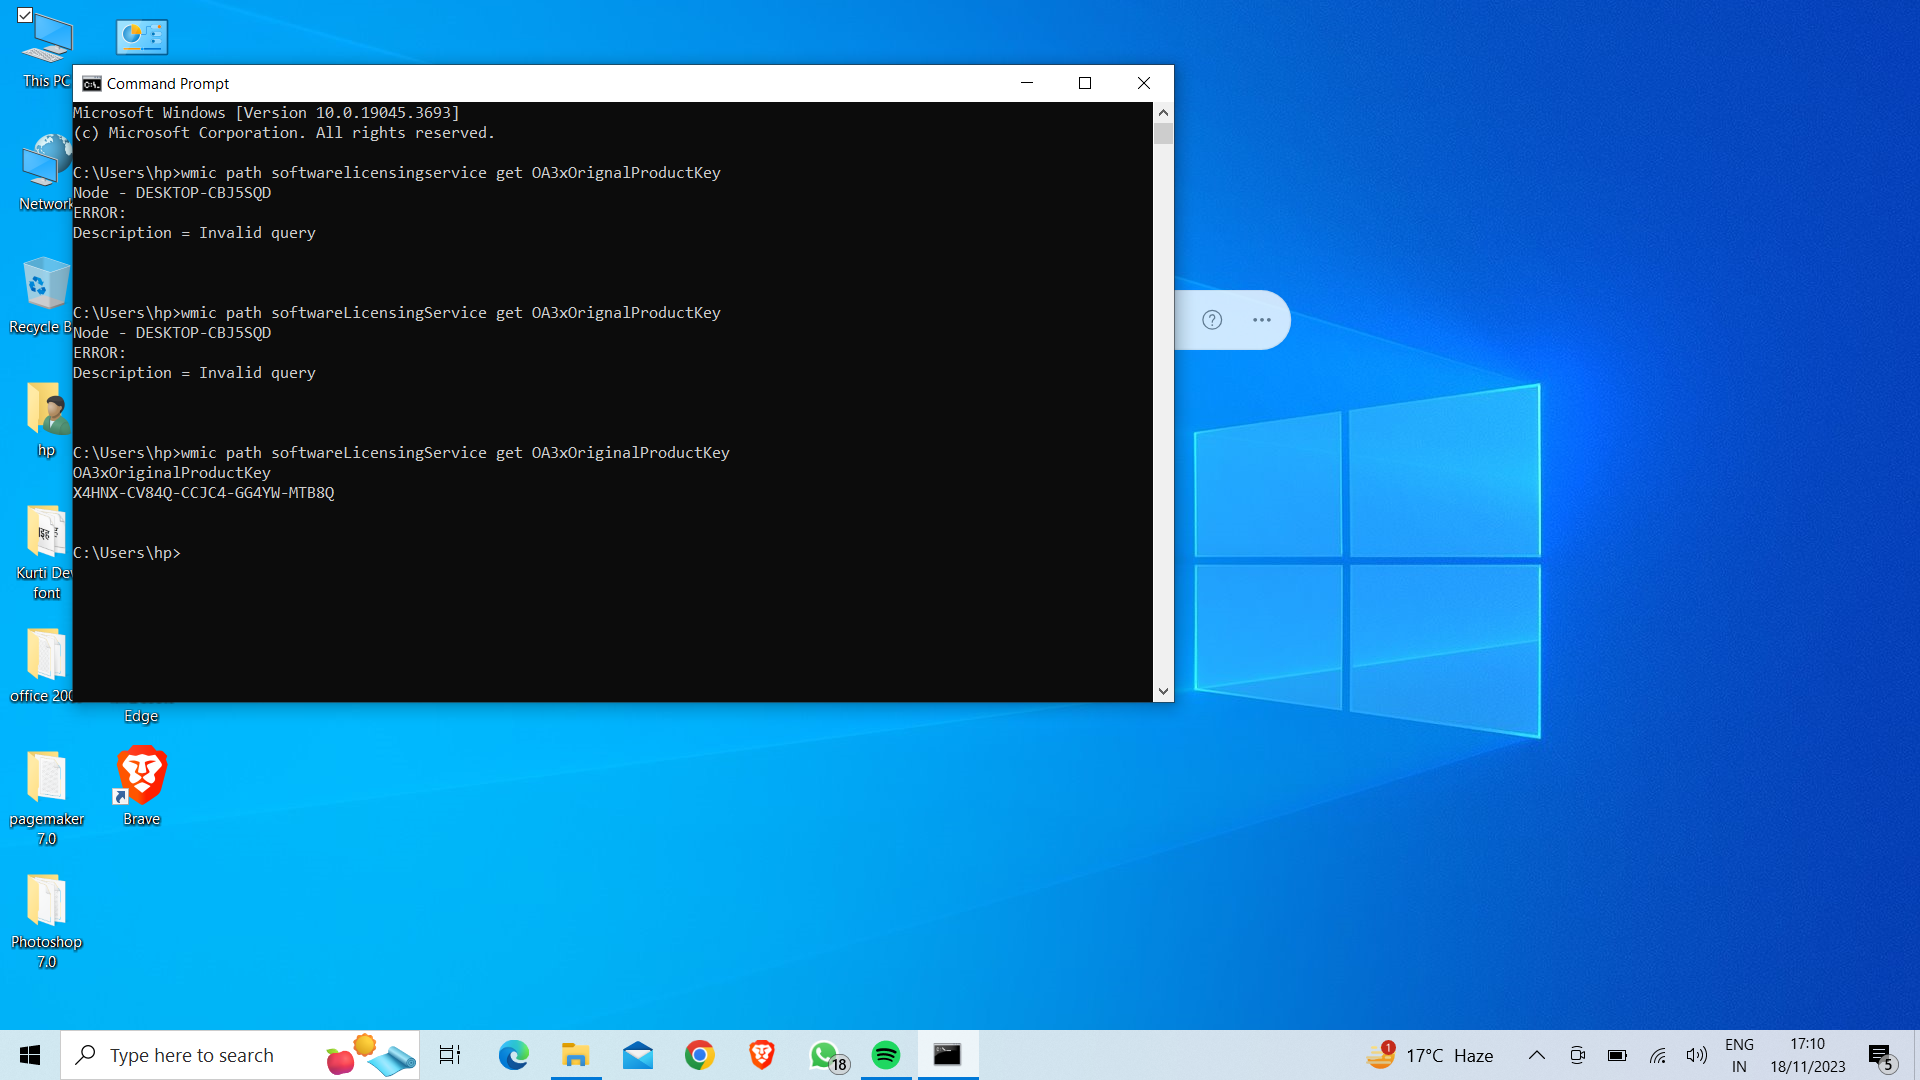 This PC
Network
Recycle B
hp
इह
Kurti Dev
font
office 200
pagemaker
7.0
Photoshop
7.0
Edge
Brave
Command Prompt
Microsoft Windows [Version 10.0.19045.3693]
(c) Microsoft Corporation. All rights reserved.
C:\Users\hp>wmic path softwarelicensingservice get OA3xOrignalProductKey
Node - DESKTOP-CBJ5SQD
ERROR:
Description = Invalid query
C:\Users\hp>wmic path softwareLicensingService get OA3xOrignalProductKey
Node - DESKTOP-CBJ5SQD
ERROR:
Description = Invalid query
C:\Users\hp>wmic path softwareLicensingService get OA3xOriginalProductKey
OA3xOriginalProductKey
X4HNX-CV84Q-CCJC4-GG4YW-MTB8Q
C:\Users\hp>
Type here to search
18
1
17°C Haze
ENG
IN
17:10
18/11/2023
5